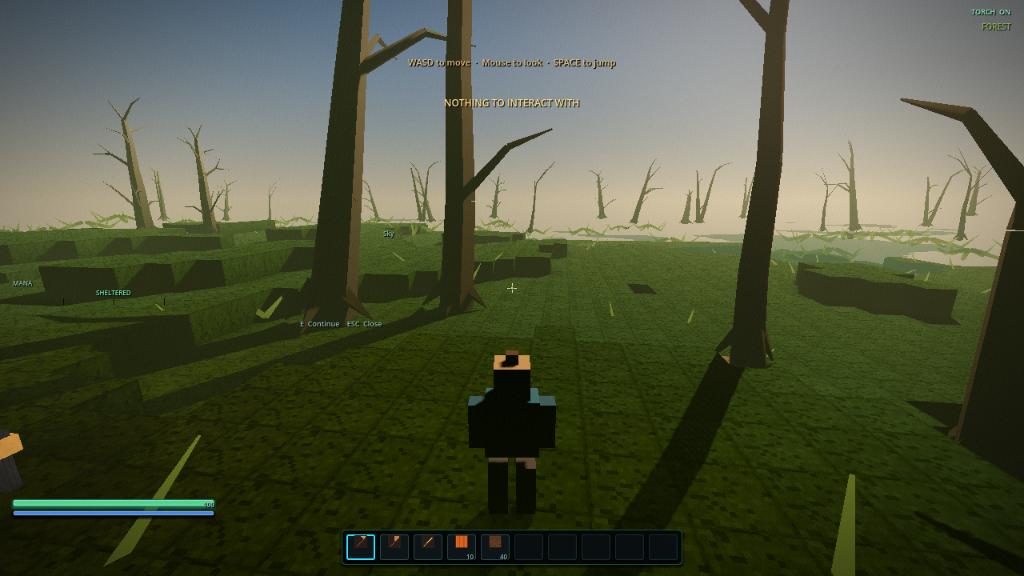 TORCH ON
FOREST
WASD to move · Mouse to look · SPACE to jump
NOTHING TO INTERACT WITH
Sky
MANA
SHELTERED
E Continue ESC Close
10
40